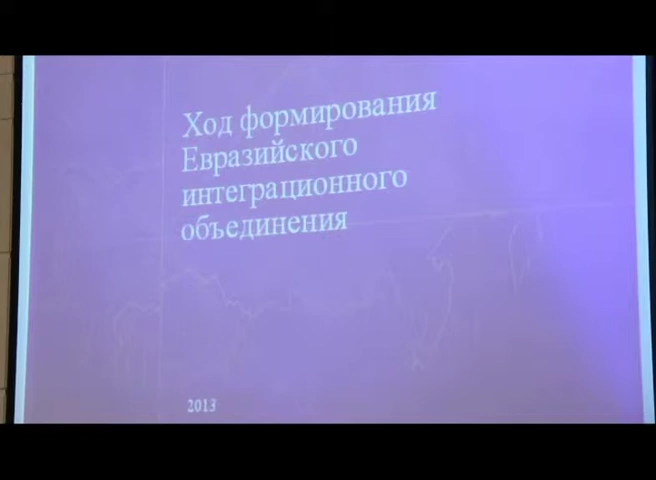 Ход формирования
Евразийского
интеграционного
объединения
2013